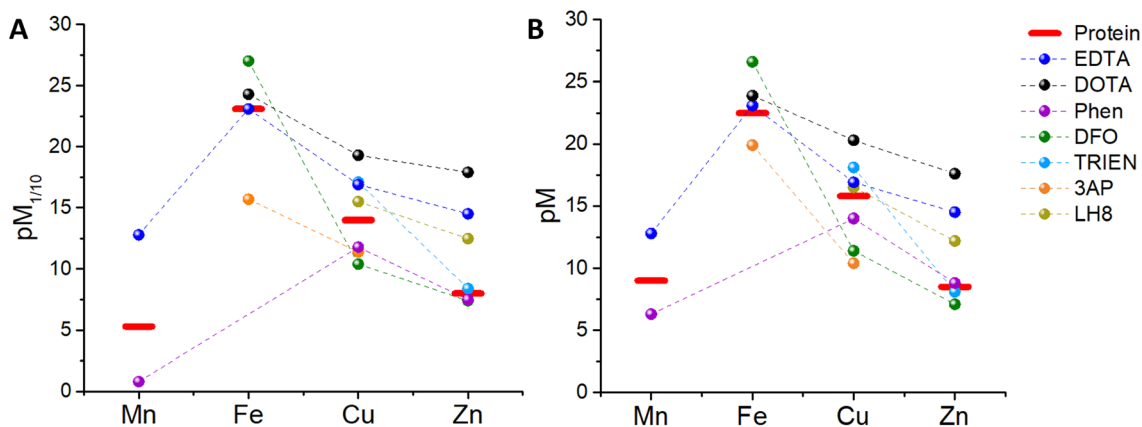 A
30
25
20
15
10
5
0
pM1/10
Mn Fe Cu Zn
B
30
25
20
15
10
5
0
pM
Mn Fe Cu Zn
Protein
EDTA
DOTA
Phen
DFO
TRIEN
3AP
LH8